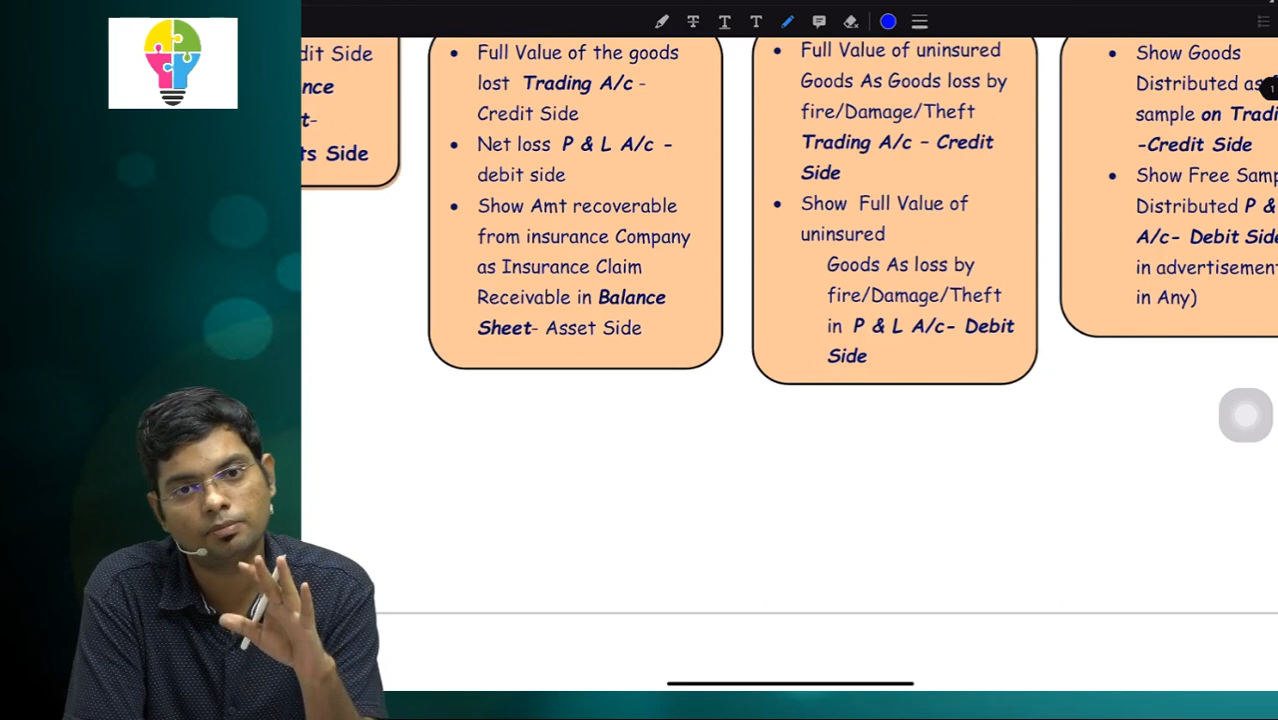 dit Side
nce
t-
ts Side
Full Value of the goods
lost Trading A/c -
Credit Side
Net loss P & L A/c –
debit side
Show Amt recoverable
from insurance Company
as Insurance Claim
Receivable in Balance
Sheet- Asset Side
Full Value of uninsured
Goods As Goods loss by
fire/Damage/Theft
Trading A/c – Credit
Side
Show Full Value of
uninsured
Goods As loss by
fire/Damage/Theft
in P & L A/c- Debit
Side
Show Goods
Distributed as
sample on Tradi
-Credit Side
Show Free Samp
Distributed P &
A/c- Debit Side
in advertisement
in Any)
1